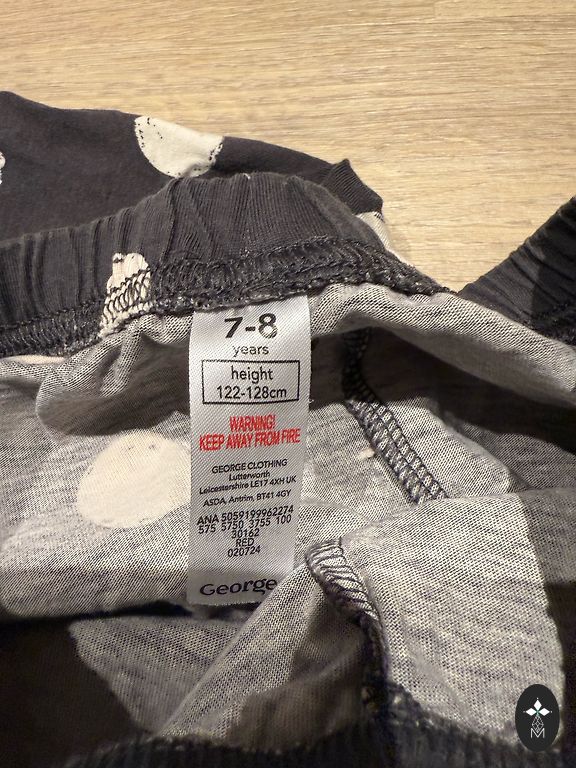 7-8
years
height
122-128cm
WARNING!
KEEP AWAY FROM FIRE
GEORGE CLOTHING
Lutterworth
Leicestershire LE17 4XH UK
ASDA, Antrim, BT41 4GY
ANA 5059199962274
575 5750 3755 100
30162
RED
020724
George
M